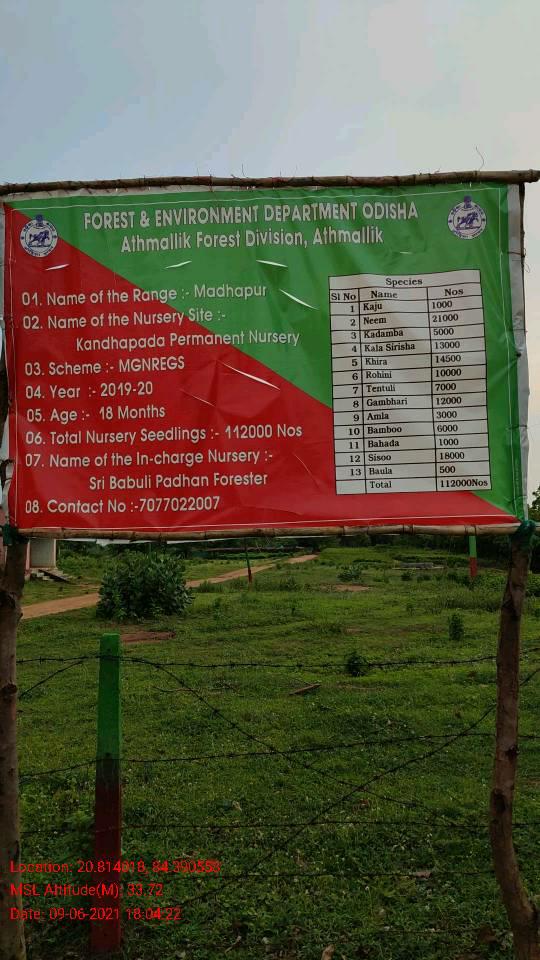 FOREST & ENVIRONMENT DEPARTMENT ODISHA
Athmallik Forest Division, Athmallik
01. Name of the Range :- Madhapur
02. Name of the Nursery Site :-
Kandhapada Permanent Nursery
03. Scheme :- MGNREGS
04. Year :- 2019-20
05. Age :- 18 Months
06. Total Nursery Seedlings :- 112000 Nos
07. Name of the In-charge Nursery :-
Sri Babuli Padhan Forester
08. Contact No :-7077022007
Species
Sl No Name Nos
1 Kaju 1000
2 Neem 21000
3 Kadamba 5000
4 Kala Sirisha 13000
5 Khira 14500
6 Rohini 10000
7 Tentuli 7000
8 Gambhari 12000
9 Amla 3000
10 Bamboo 6000
11 Bahada 1000
12 Sisoo 18000
13 Baula 500
Total 112000Nos
Location: 20.814918, 84.390553
MSL Altitude(M): 33.72
Date: 09-06-2021 18:04:22